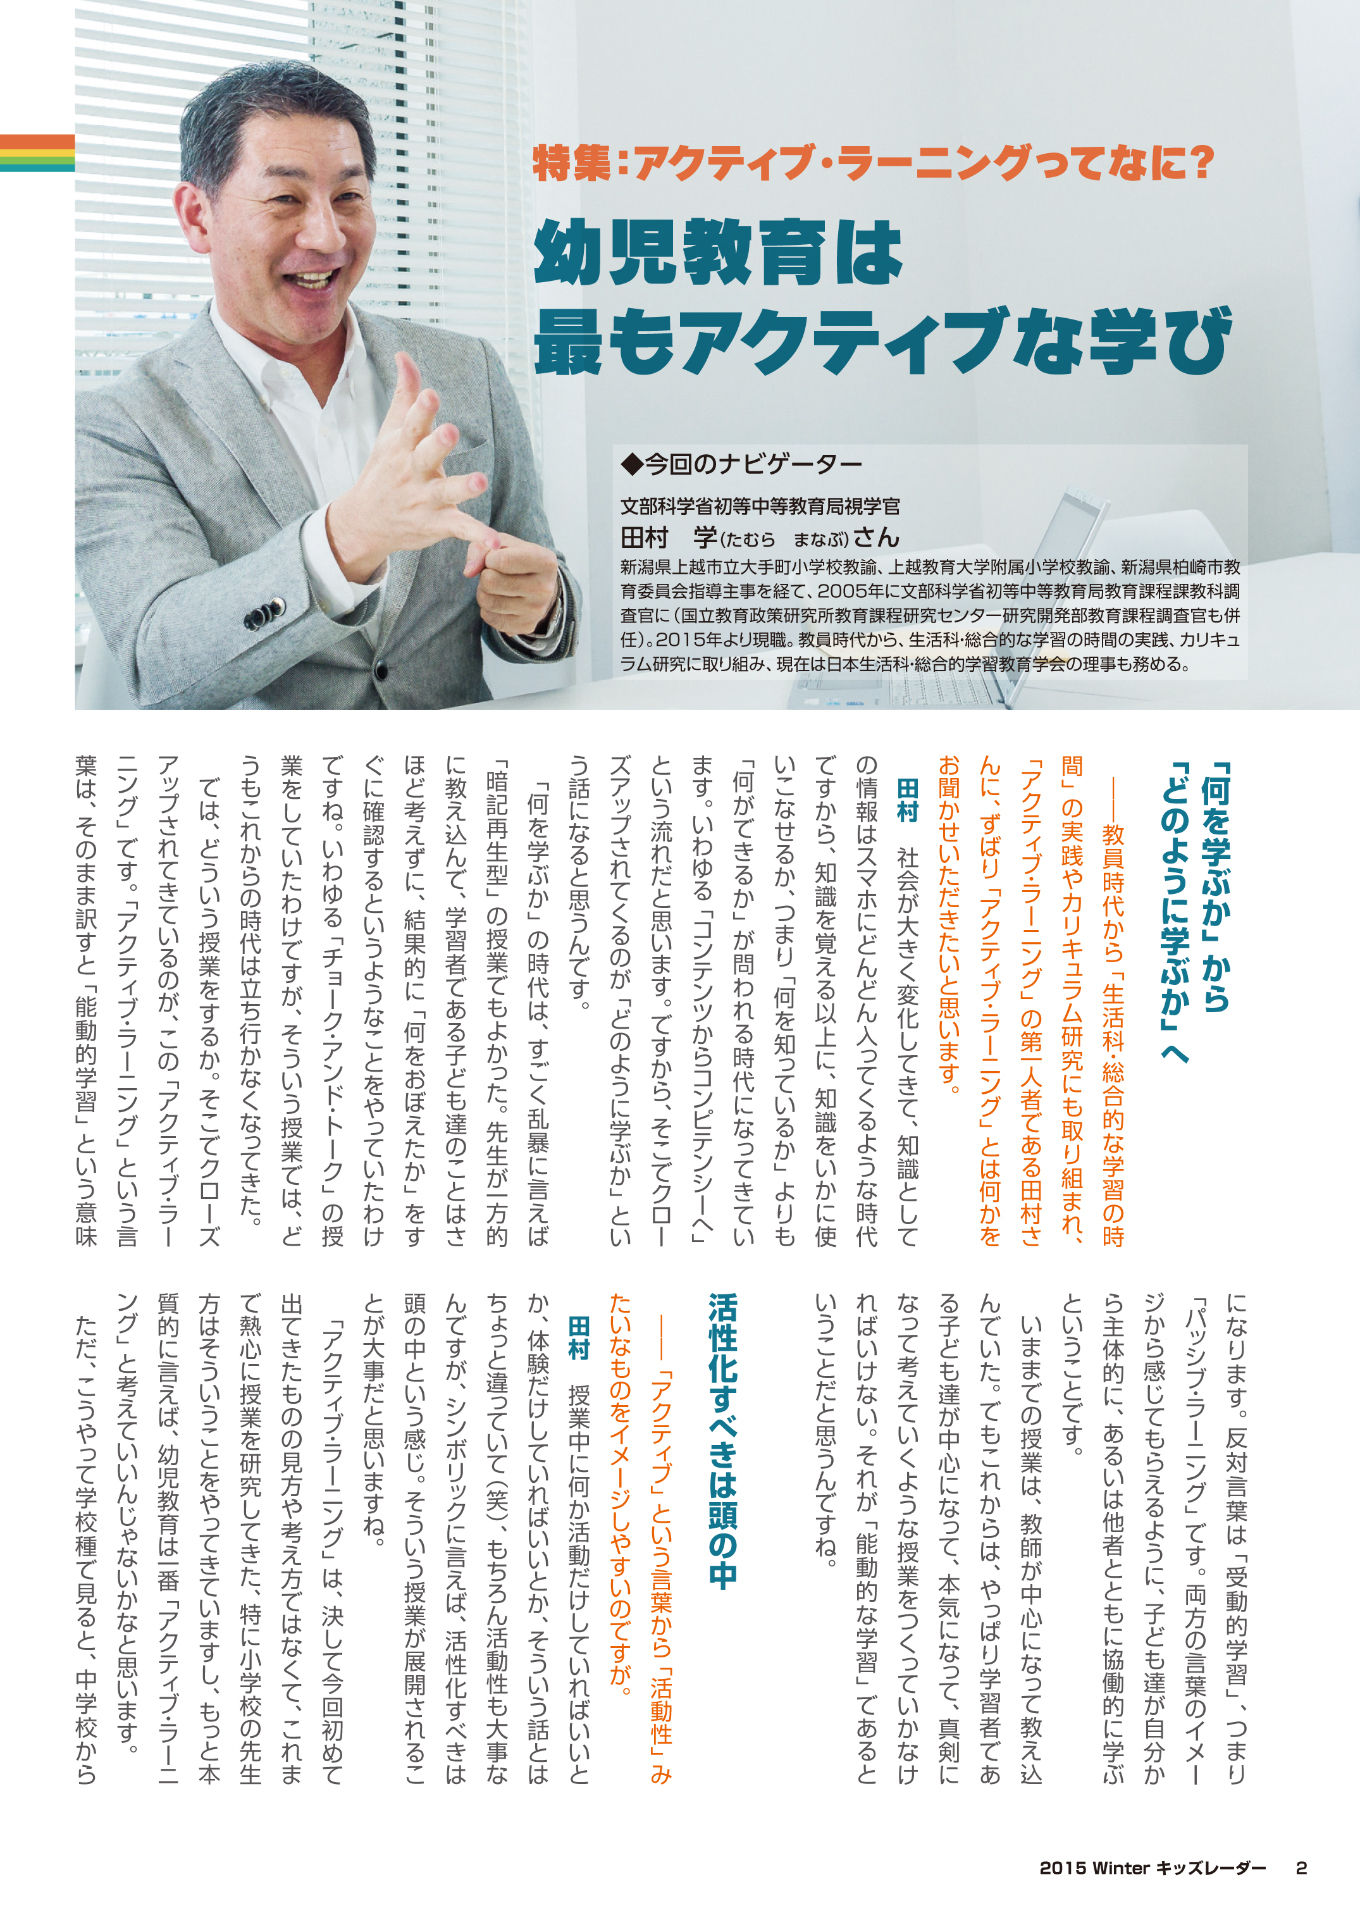 特集：アクティブ・ラーニングってなに？
幼児教育は
最もアクティブな学び
◆今回のナビゲーター
文部科学省初等中等教育局視学官
田村　学（たむら　まなぶ）さん
新潟県上越市立大手町小学校教諭、上越教育大学附属小学校教諭、新潟県柏崎市教
育委員会指導主事を経て、2005年に文部科学省初等中等教育局教育課程課教科調
査官に（国立教育政策研究所教育課程研究センター研究開発部教育課程調査官も併
任）。2015年より現職。教員時代から、生活科・総合的な学習の時間の実践、カリキュ
ラム研究に取り組み、現在は日本生活科・総合的学習教育学会の理事も務める。
「何を学ぶか」から
「どのように学ぶか」へ
――教員時代から「生活科・総合的な学習の時
間」の実践やカリキュラム研究にも取り組まれ、
「アクティブ・ラーニング」の第一人者である田村さ
んに、ずばり「アクティブ・ラーニング」とは何かを
お聞かせいただきたいと思います。
田村　社会が大きく変化してきて、知識として
の情報はスマホにどんどん入ってくるような時代
ですから、知識を覚える以上に、知識をいかに使
いこなせるか、つまり「何を知っているか」よりも
「何ができるか」が問われる時代になってきてい
ます。いわゆる「コンテンツからコンピテンシーへ」
という流れだと思います。ですから、そこでクロー
ズアップされてくるのが「どのように学ぶか」とい
う話になると思うんです。
「何を学ぶか」の時代は、すごく乱暴に言えば
「暗記再生型」の授業でもよかった。先生が一方的
に教え込んで、学習者である子ども達のことはさ
ほど考えずに、結果的に「何をおぼえたか」をす
ぐに確認するというようなことをやっていたわけ
ですね。いわゆる「チョーク・アンド・トーク」の授
業をしていたわけですが、そういう授業では、ど
うもこれからの時代は立ち行かなくなってきた。
では、どういう授業をするか。そこでクローズ
アップされてきているのが、この「アクティブ・ラー
ニング」です。「アクティブ・ラーニング」という言
葉は、そのまま訳すと「能動的学習」という意味
になります。反対言葉は「受動的学習」、つまり
「パッシブ・ラーニング」です。両方の言葉のイメー
ジから感じてもらえるように、子ども達が自分か
ら主体的に、あるいは他者とともに協働的に学ぶ
ということです。
いままでの授業は、教師が中心になって教え込
んでいた。でもこれからは、やっぱり学習者であ
る子ども達が中心になって、本気になって、真剣に
なって考えていくような授業をつくっていかなけ
ればいけない。それが「能動的な学習」であると
いうことだと思うんですね。
活性化すべきは頭の中
――「アクティブ」という言葉から「活動性」み
たいなものをイメージしやすいのですが。
田村　授業中に何か活動だけしていればいいと
か、体験だけしていればいいとか、そういう話とは
ちょっと違っていて（笑）、もちろん活動性も大事な
んですが、シンボリックに言えば、活性化すべきは
頭の中という感じ。そういう授業が展開されるこ
とが大事だと思いますね。
「アクティブ・ラーニング」は、決して今回初めて
出てきたものの見方や考え方ではなくて、これま
で熱心に授業を研究してきた、特に小学校の先生
方はそういうことをやってきていますし、もっと本
質的に言えば、幼児教育は一番「アクティブ・ラーニ
ング」と考えていいんじゃないかなと思います。
ただ、こうやって学校種で見ると、中学校から
2015 Winter キッズレーダー　2